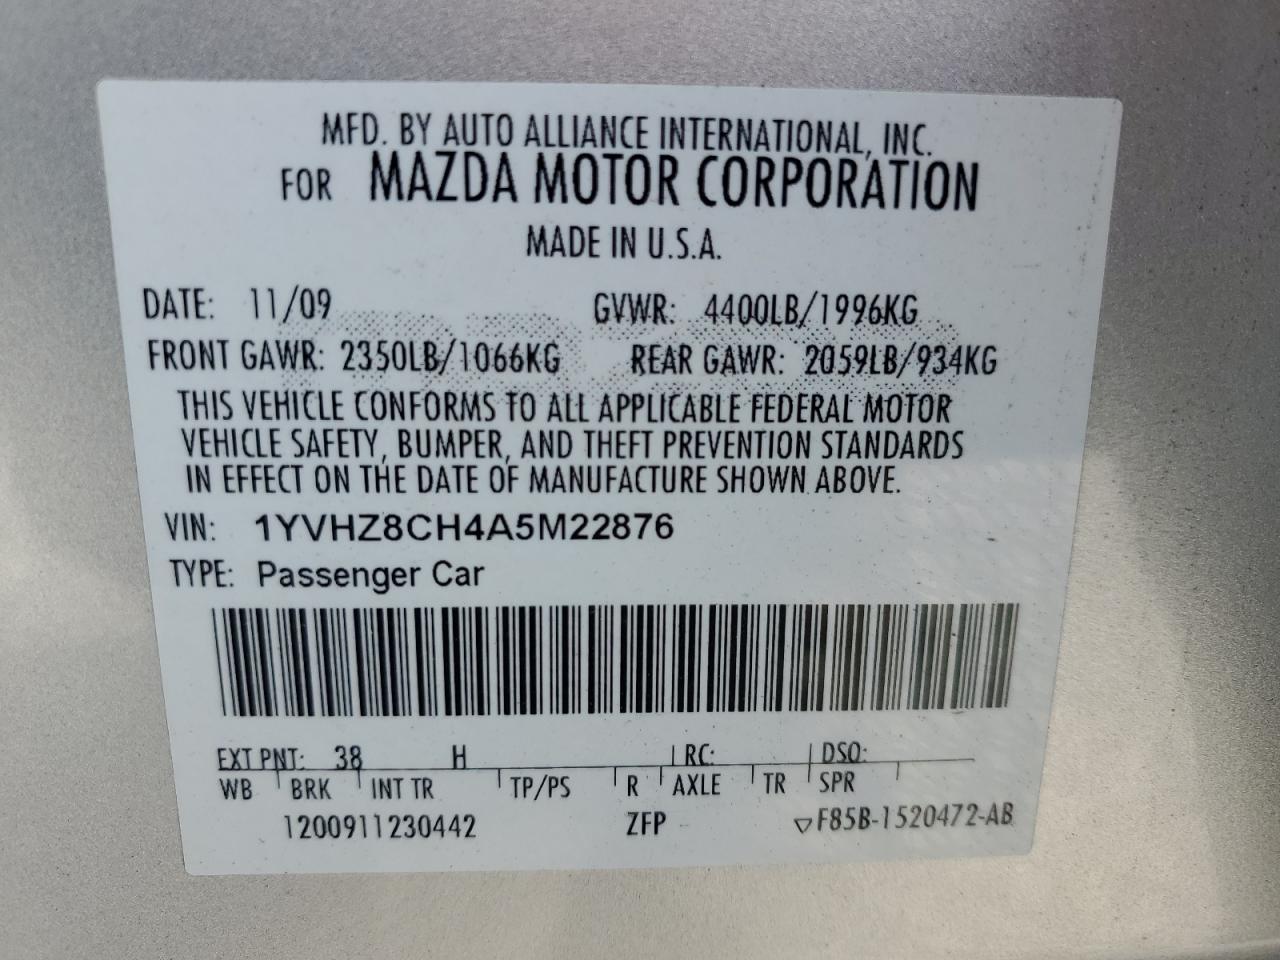 MFD. BY AUTO ALLIANCE INTERNATIONAL, INC.
FOR MAZDA MOTOR CORPORATION
MADE IN U.S.A.
DATE: 11/09 GVWR: 4400LB/1996KG
FRONT GAWR: 2350LB/1066KG REAR GAWR: 2059LB/934KG
THIS VEHICLE CONFORMS TO ALL APPLICABLE FEDERAL MOTOR
VEHICLE SAFETY, BUMPER, AND THEFT PREVENTION STANDARDS
IN EFFECT ON THE DATE OF MANUFACTURE SHOWN ABOVE.
VIN: 1YVHZ8CH4A5M22876
TYPE: Passenger Car
EXT PNT: 38 H RC: DSO:
WB BRK INT TR TP/PS R AXLE TR SPR
1200911230442 ZFP ▽F85B-1520472-AB